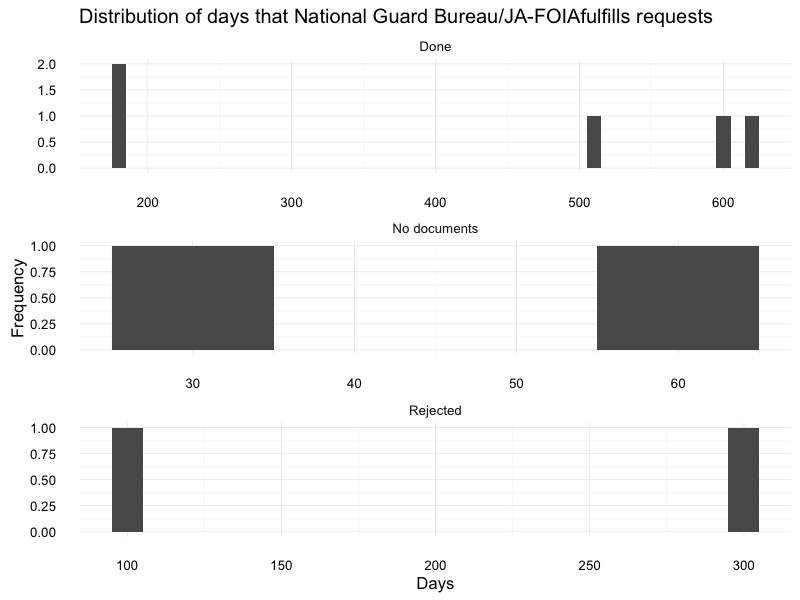 Distribution of days that National Guard Bureau/JA-FOIAfulfills requests
Done
2.0
1.5
1.0
0.5
0.0
200 300 400 500 600
No documents
Frequency
1.00
0.75
0.50
0.25
0.00
30 40 50 60
Rejected
1.00
0.75
0.50
0.25
0.00
100 150 200 250 300
Days